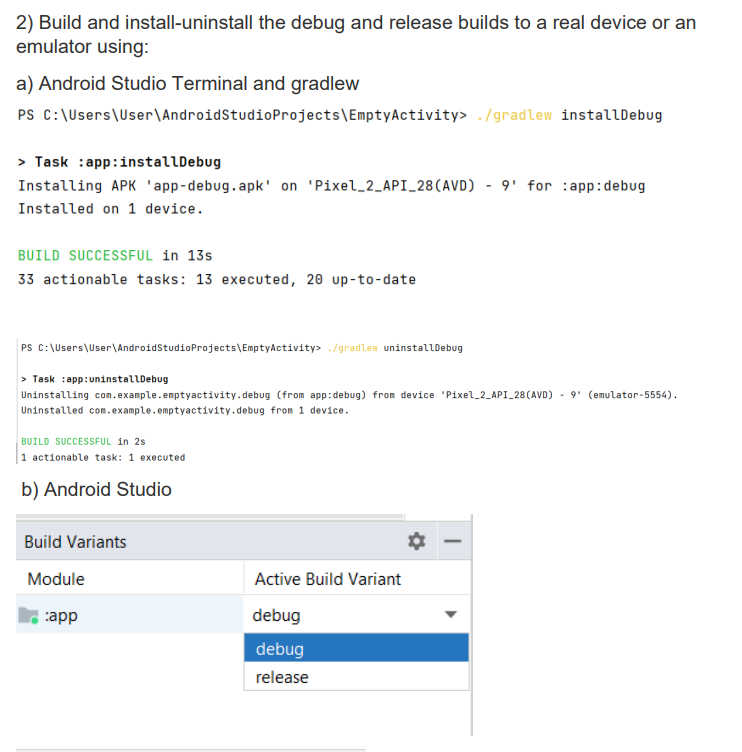 2) Build and install-uninstall the debug and release builds to a real device or an
emulator using:
a) Android Studio Terminal and gradlew
PS C:\Users\User\AndroidStudioProjects\EmptyActivity> ./gradlew installDebug
> Task :app:installDebug
Installing APK 'app-debug.apk' on 'Pixel_2_API_28(AVD) - 9' for :app:debug
Installed on 1 device.
BUILD SUCCESSFUL in 13s
33 actionable tasks: 13 executed, 20 up-to-date
PS C:\Users\User\AndroidStudioProjects\EmptyActivity> ./gradlew uninstallDebug
> Task :app:uninstallDebug
Uninstalling com.example.emptyactivity.debug (from app:debug) from device 'Pixel_2_API_28(AVD) - 9' (emulator-5554).
Uninstalled com.example.emptyactivity.debug from 1 device.
BUILD SUCCESSFUL in 2s
1 actionable task: 1 executed
b) Android Studio
Build Variants
Module Active Build Variant
:app debug
debug
release